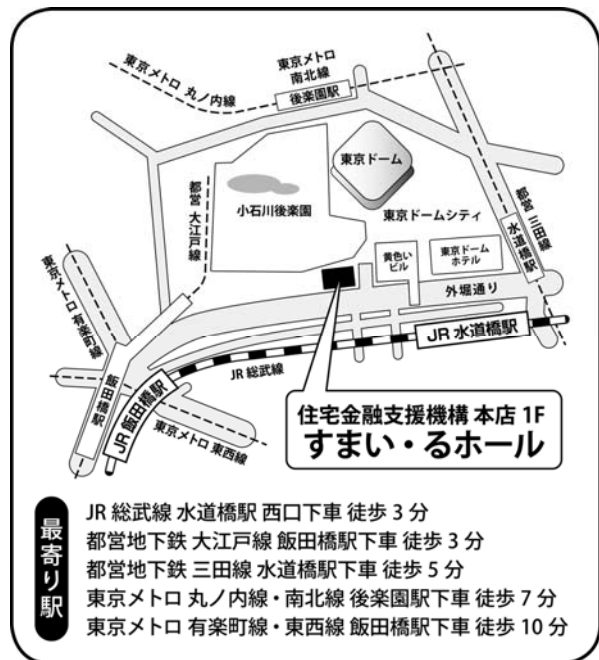 東京メトロ 丸ノ内線
東京メトロ
南北線
後楽園駅
東京ドーム
小石川後楽園
都営 大江戸線
東京ドームシティ
都営 三田線
水道橋駅
黄色い
ビル
東京ドーム
ホテル
外堀通り
東京メトロ 有楽町線
JR 水道橋駅
JR 総武線
飯田橋駅
JR 飯田橋駅
東京メトロ 東西線
住宅金融支援機構 本店 1F
すまい・るホール
最寄り駅
JR 総武線 水道橋駅 西口下車 徒歩 3 分
都営地下鉄 大江戸線 飯田橋駅下車 徒歩 3 分
都営地下鉄 三田線 水道橋駅下車 徒歩 5 分
東京メトロ 丸ノ内線・南北線 後楽園駅下車 徒歩 7 分
東京メトロ 有楽町線・東西線 飯田橋駅下車 徒歩 10 分